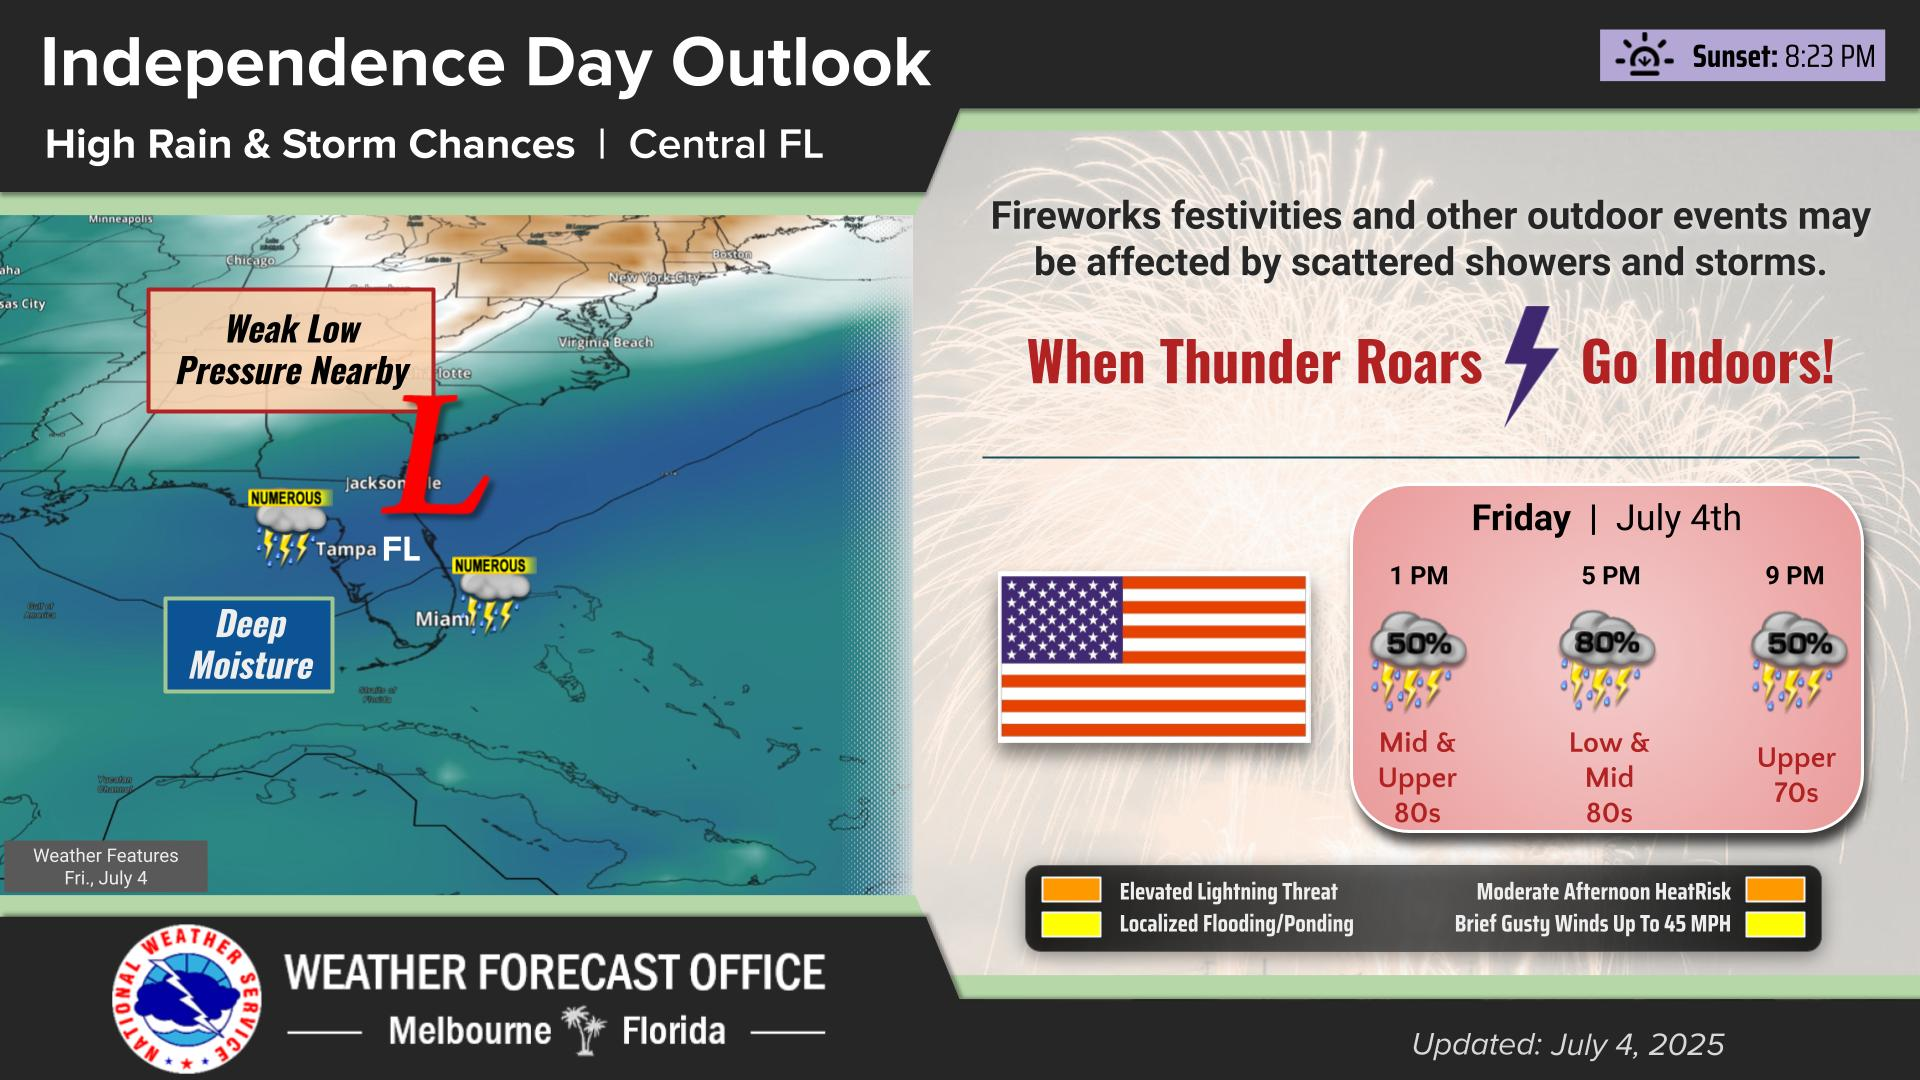 Independence Day Outlook
High Rain & Storm Chances | Central FL
Sunset: 8:23 PM
Minneapolis
Chicago
Boston
New York City
aha
sas City
Columbus
Virginia Beach
lotte
Weak Low
Pressure Nearby
L
Jackson le
NUMEROUS
Tampa FL
NUMEROUS
Miami
Gulf of
America
Deep
Moisture
Straits of
Florida
Yucatan
Channel
Weather Features
Fri., July 4
Fireworks festivities and other outdoor events may
be affected by scattered showers and storms.
When Thunder Roars Go Indoors!
Friday | July 4th
1 PM 5 PM 9 PM
50% 80% 50%
Mid & Upper 80s
Low & Mid 80s
Upper 70s
Elevated Lightning Threat
Localized Flooding/Ponding
Moderate Afternoon HeatRisk
Brief Gusty Winds Up To 45 MPH
NATIONAL WEATHER SERVICE
WEATHER FORECAST OFFICE
Melbourne Florida
Updated: July 4, 2025